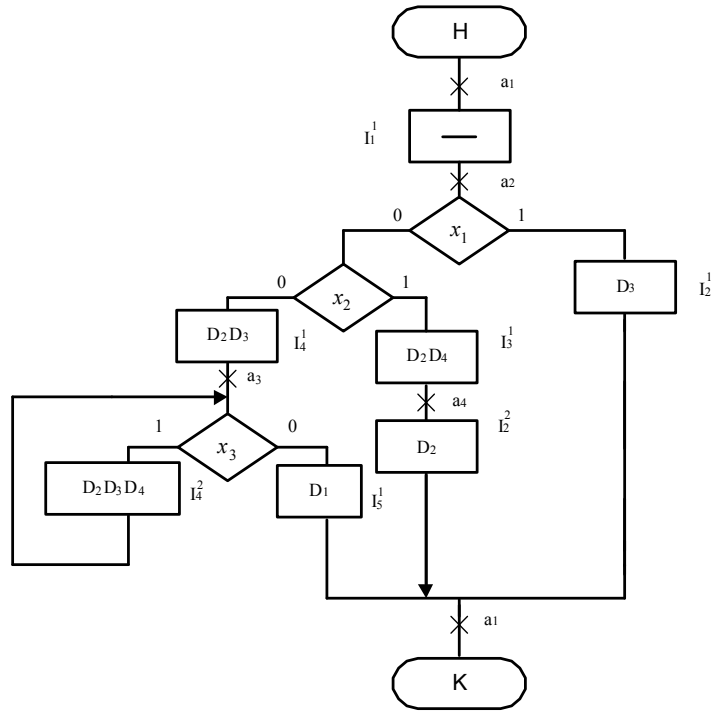 H
a₁
I₁¹
—
a₂
0 x₁ 1
D₃ I₂¹
0 x₂ 1
D₂D₃ I₄¹
D₂D₄ I₃¹
a₃
a₄
1 x₃ 0
D₂ I₂²
D₂D₃D₄ I₄²
D₁ I₅¹
a₁
K